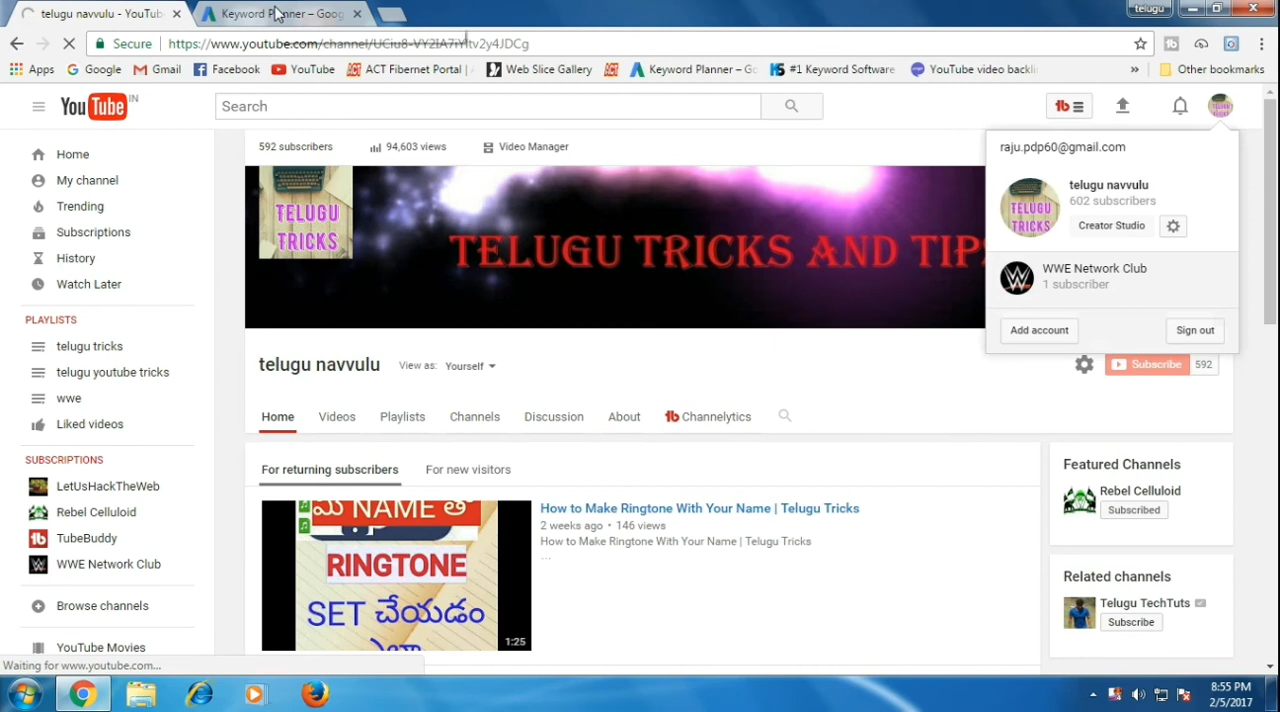 telugu navvulu - YouTub
Keyword Planner – Goog
telugu
Secure
Apps
Google
Gmail
Facebook
YouTube
ACT Fibernet Portal |
Web Slice Gallery
Keyword Planner – Go
#1 Keyword Software
YouTube video backli
»
Other bookmarks
YouTube IN
Search
Home
My channel
Trending
Subscriptions
History
Watch Later
PLAYLISTS
telugu tricks
telugu youtube tricks
wwe
Liked videos
SUBSCRIPTIONS
LetUsHackTheWeb
Rebel Celluloid
TubeBuddy
WWE Network Club
Browse channels
YouTube Movies
592 subscribers
94,603 views
Video Manager
TELUGU
TRICKS
TELUGU TRICKS AND TIPS
raju.pdp60@gmail.com
TELUGU
TRICKS
telugu navvulu
602 subscribers
Creator Studio
WWE Network Club
1 subscriber
Add account
Sign out
telugu navvulu
View as: Yourself
Subscribe 592
Home
Videos
Playlists
Channels
Discussion
About
Channelytics
For returning subscribers
For new visitors
NAME తో
RINGTONE
SET చేయడం
ఎలా
1:25
How to Make Ringtone With Your Name | Telugu Tricks
2 weeks ago • 146 views
How to Make Ringtone With Your Name | Telugu Tricks
...
Featured Channels
Rebel Celluloid
Subscribed
Related channels
Telugu TechTuts
Subscribe
Waiting for www.youtube.com...
8:55 PM
2/5/2017